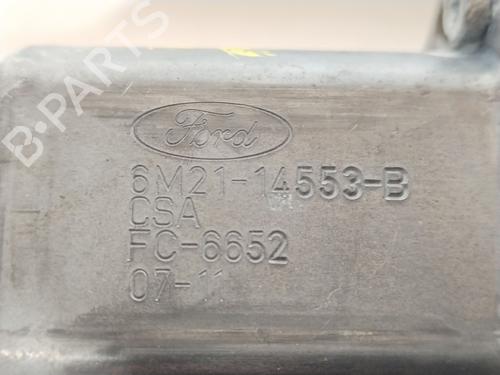 Ford
6M21-14553-B
CSA
FC-6652
07-11
B-PARTS